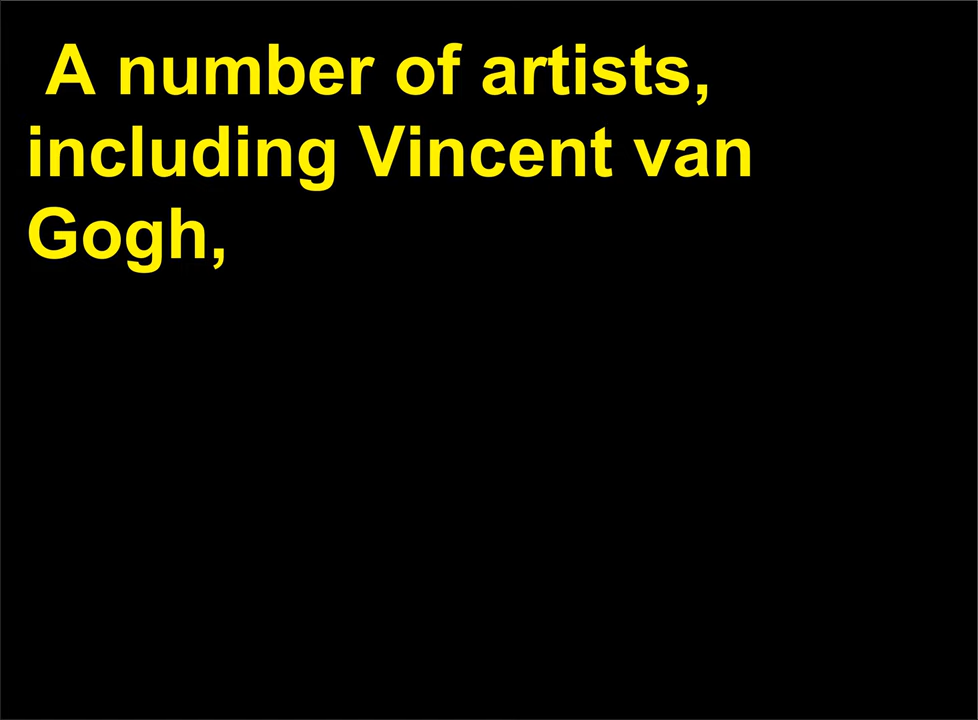 A number of artists,
including Vincent van
Gogh,